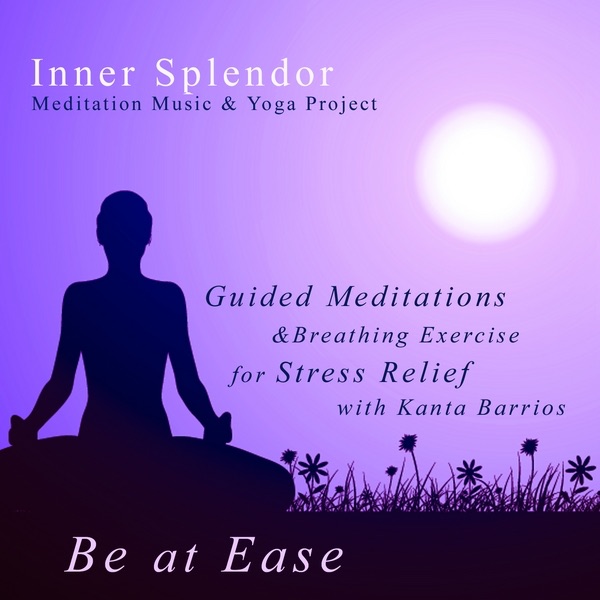 Inner Splendor
Meditation Music & Yoga Project
Guided Meditations
&Breathing Exercise
for Stress Relief
with Kanta Barrios
Be at Ease